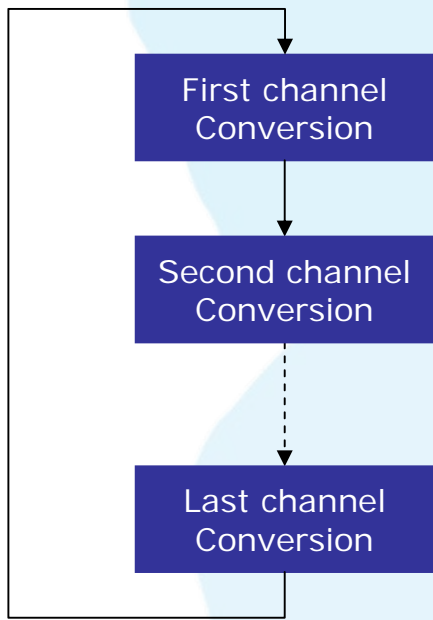 First channel
Conversion
Second channel
Conversion
Last channel
Conversion